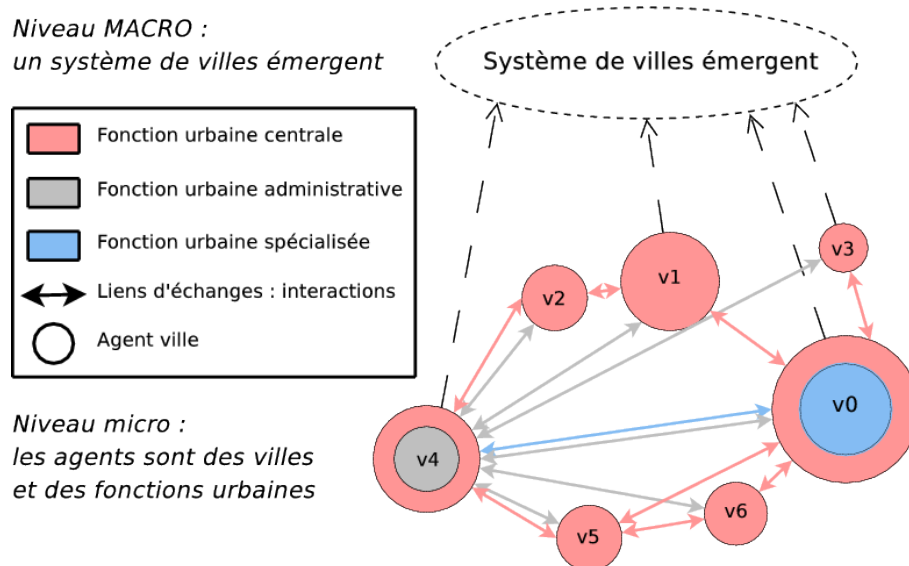 Niveau MACRO :
un système de villes émergent
Système de villes émergent
Fonction urbaine centrale
Fonction urbaine administrative
Fonction urbaine spécialisée
Liens d'échanges : interactions
Agent ville
v3
v1
v2
v0
v4
v6
v5
Niveau micro :
les agents sont des villes
et des fonctions urbaines